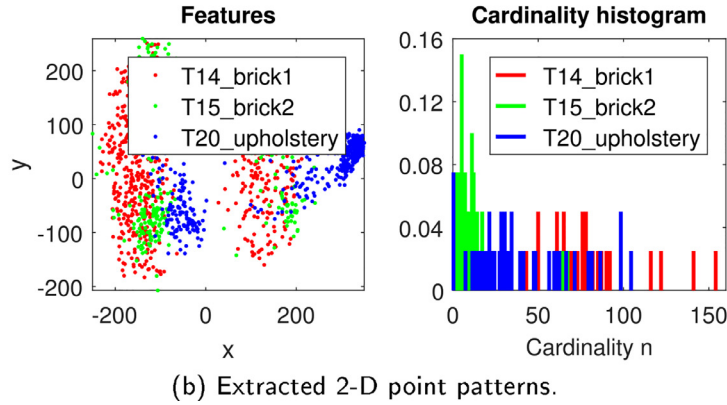 Features
200
100
0
-100
-200
y
-200
0
200
x
T14_brick1
T15_brick2
T20_upholstery
Cardinality histogram
0.16
0.12
0.08
0.04
0
0
50
100
150
Cardinality n
T14_brick1
T15_brick2
T20_upholstery
(b) Extracted 2-D point patterns.